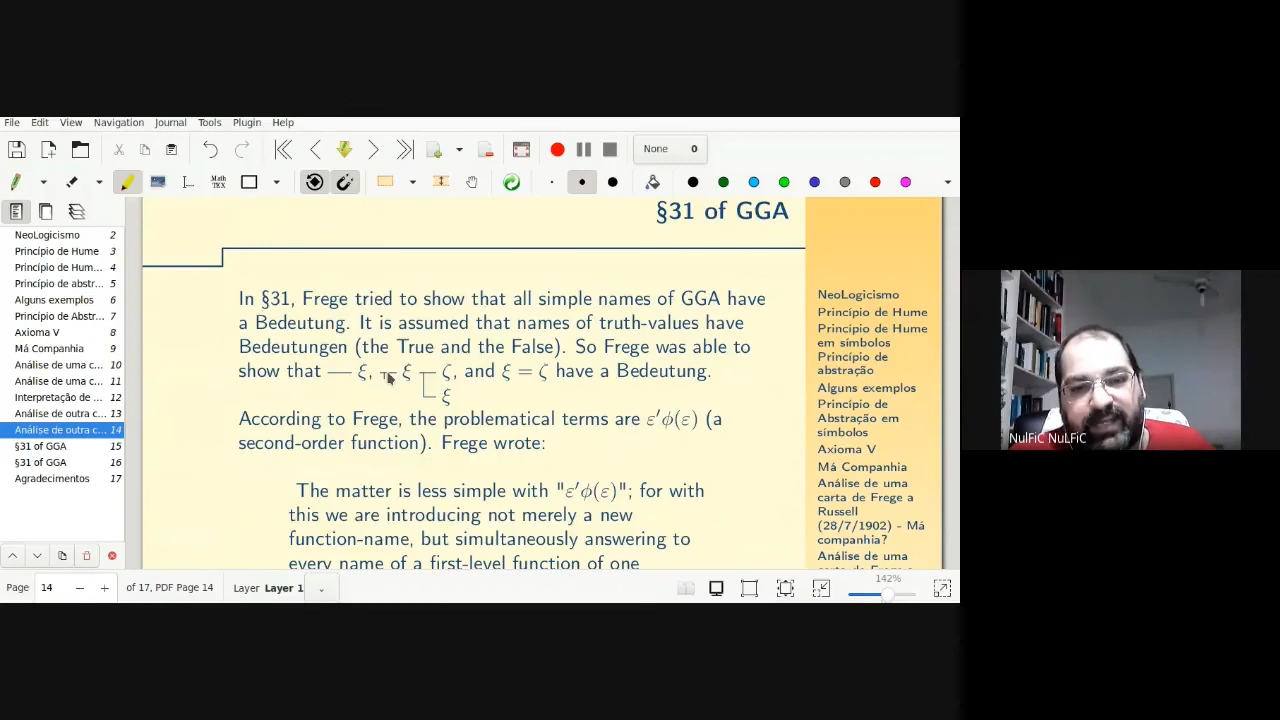 File Edit View Navigation Journal Tools Plugin Help
None 0
Math TEX
NeoLogicismo 2
Princípio de Hume 3
Princípio de Hum... 4
Princípio de abstr... 5
Alguns exemplos 6
Princípio de Abstr... 7
Axioma V 8
Má Companhia 9
Análise de uma c... 10
Análise de uma c... 11
Interpretação de ... 12
Análise de outra c... 13
Análise de outra c... 14
§31 of GGA 15
§31 of GGA 16
Agradecimentos 17
§31 of GGA
In §31, Frege tried to show that all simple names of GGA have
a Bedeutung. It is assumed that names of truth-values have
Bedeutungen (the True and the False). So Frege was able to
show that — ξ, ┬ ξ ┬ ζ, and ξ = ζ have a Bedeutung.
ξ
According to Frege, the problematical terms are ε′ϕ(ε) (a
second-order function). Frege wrote:
The matter is less simple with "ε′ϕ(ε)"; for with
this we are introducing not merely a new
function-name, but simultaneously answering to
every name of a first-level function of one
NeoLogicismo
Princípio de Hume
Princípio de Hume
em símbolos
Princípio de
abstração
Alguns exemplos
Princípio de
Abstração em
símbolos
Axioma V
Má Companhia
Análise de uma
carta de Frege a
Russell
(28/7/1902) - Má
companhia?
Análise de uma
Page 14 of 17, PDF Page 14 Layer Layer 1
142%
NulFiC NuLFiC